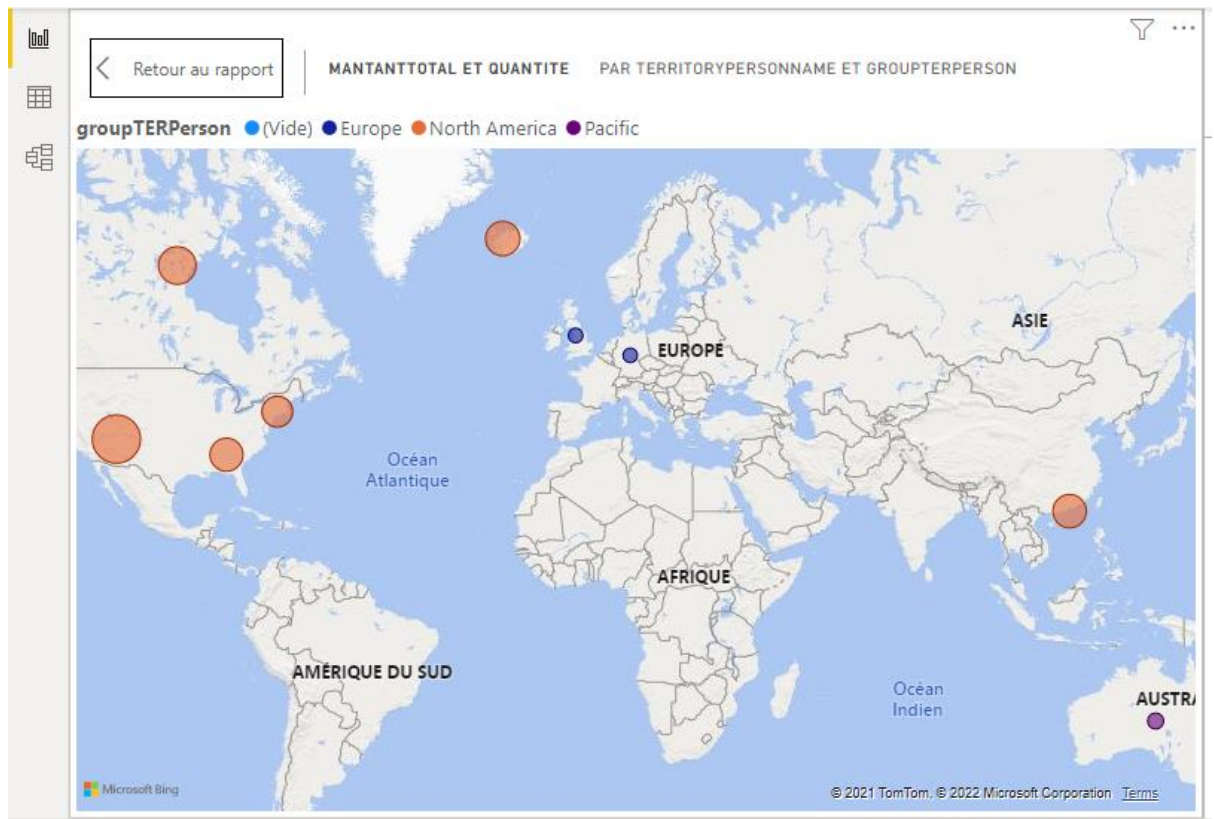 Retour au rapport
MANTANTTOTAL ET QUANTITE PAR TERRITORYPERSONNAME ET GROUPTERPERSON
groupTERPerson (Vide) Europe North America Pacific
ASIE
EUROPE
Océan
Atlantique
AFRIQUE
AMÉRIQUE DU SUD
Océan
Indien
AUSTRA
Microsoft Bing
© 2021 TomTom, © 2022 Microsoft Corporation Terms